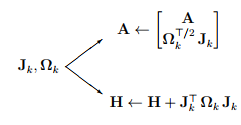 A ← [ A
Ω_k^{⊤/2} J_k ]
J_k, Ω_k
H ← H + J_k^⊤ Ω_k J_k